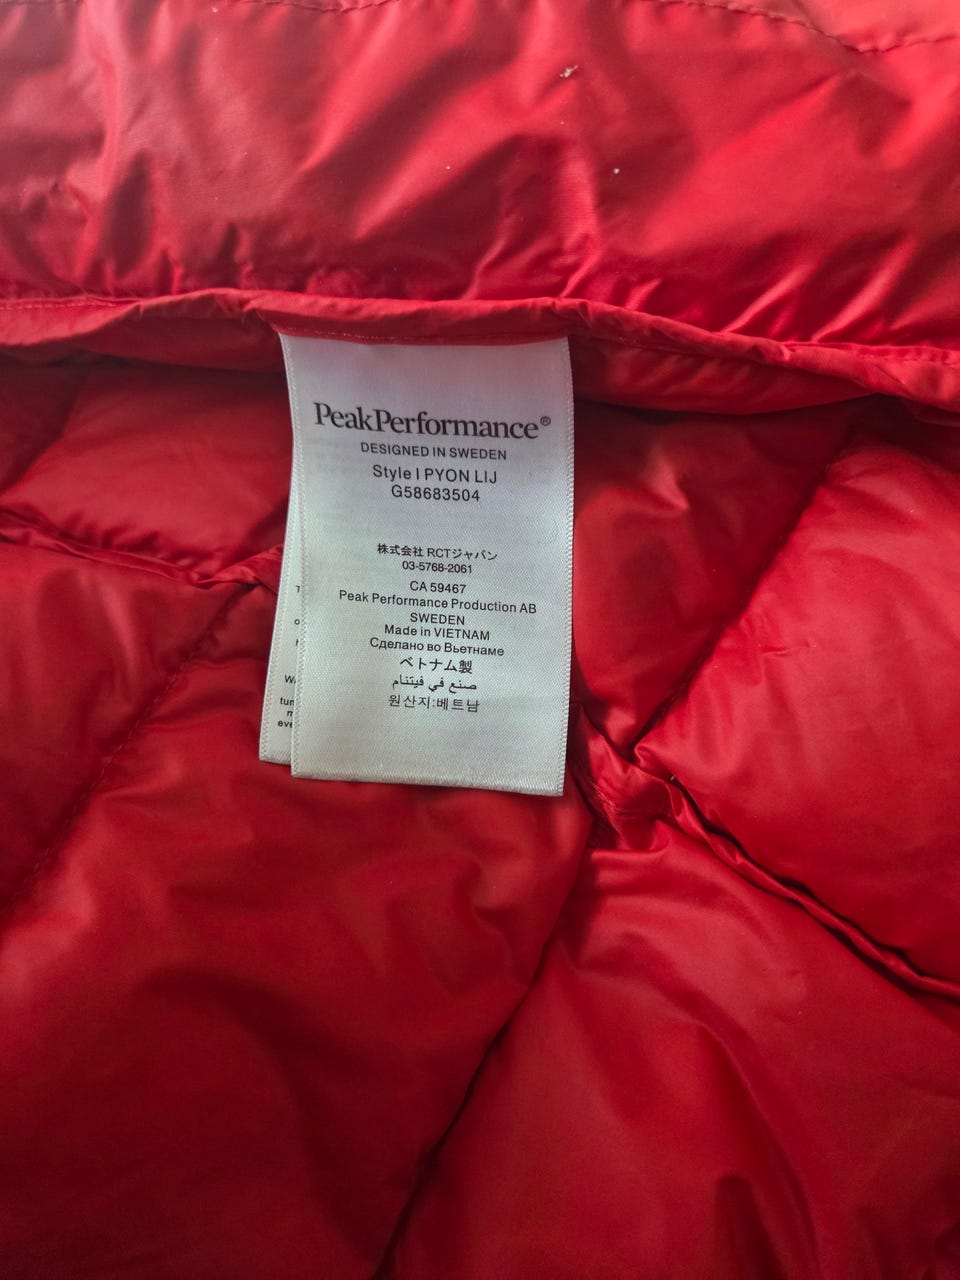 PeakPerformance®
DESIGNED IN SWEDEN
Style I PYON LIJ
G58683504
株式会社 RCTジャパン
03-5768-2061
CA 59467
Peak Performance Production AB
SWEDEN
Made in VIETNAM
Сделано во Вьетнаме
ベトナム製
صنع في فيتنام
원산지:베트남